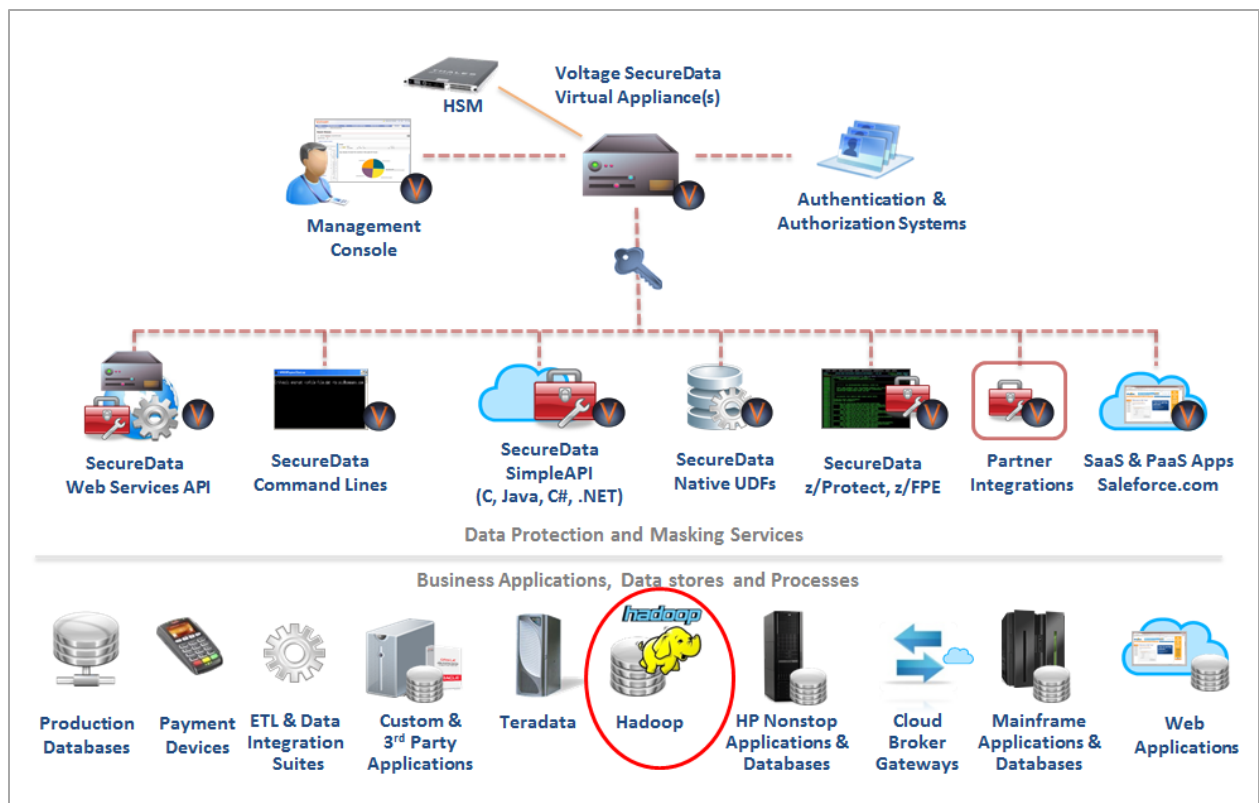 HSM
Voltage SecureData
Virtual Appliance(s)
Management
Console
Authentication &
Authorization Systems
SecureData
Web Services API
SecureData
Command Lines
SecureData
SimpleAPI
(C, Java, C#, .NET)
SecureData
Native UDFs
SecureData
z/Protect, z/FPE
Partner
Integrations
SaaS & PaaS Apps
Saleforce.com
Data Protection and Masking Services
Business Applications, Data stores and Processes
hadoop
Production
Databases
Payment
Devices
ETL & Data
Integration
Suites
Custom &
3rd Party
Applications
Teradata
Hadoop
HP Nonstop
Applications &
Databases
Cloud
Broker
Gateways
Mainframe
Applications &
Databases
Web
Applications